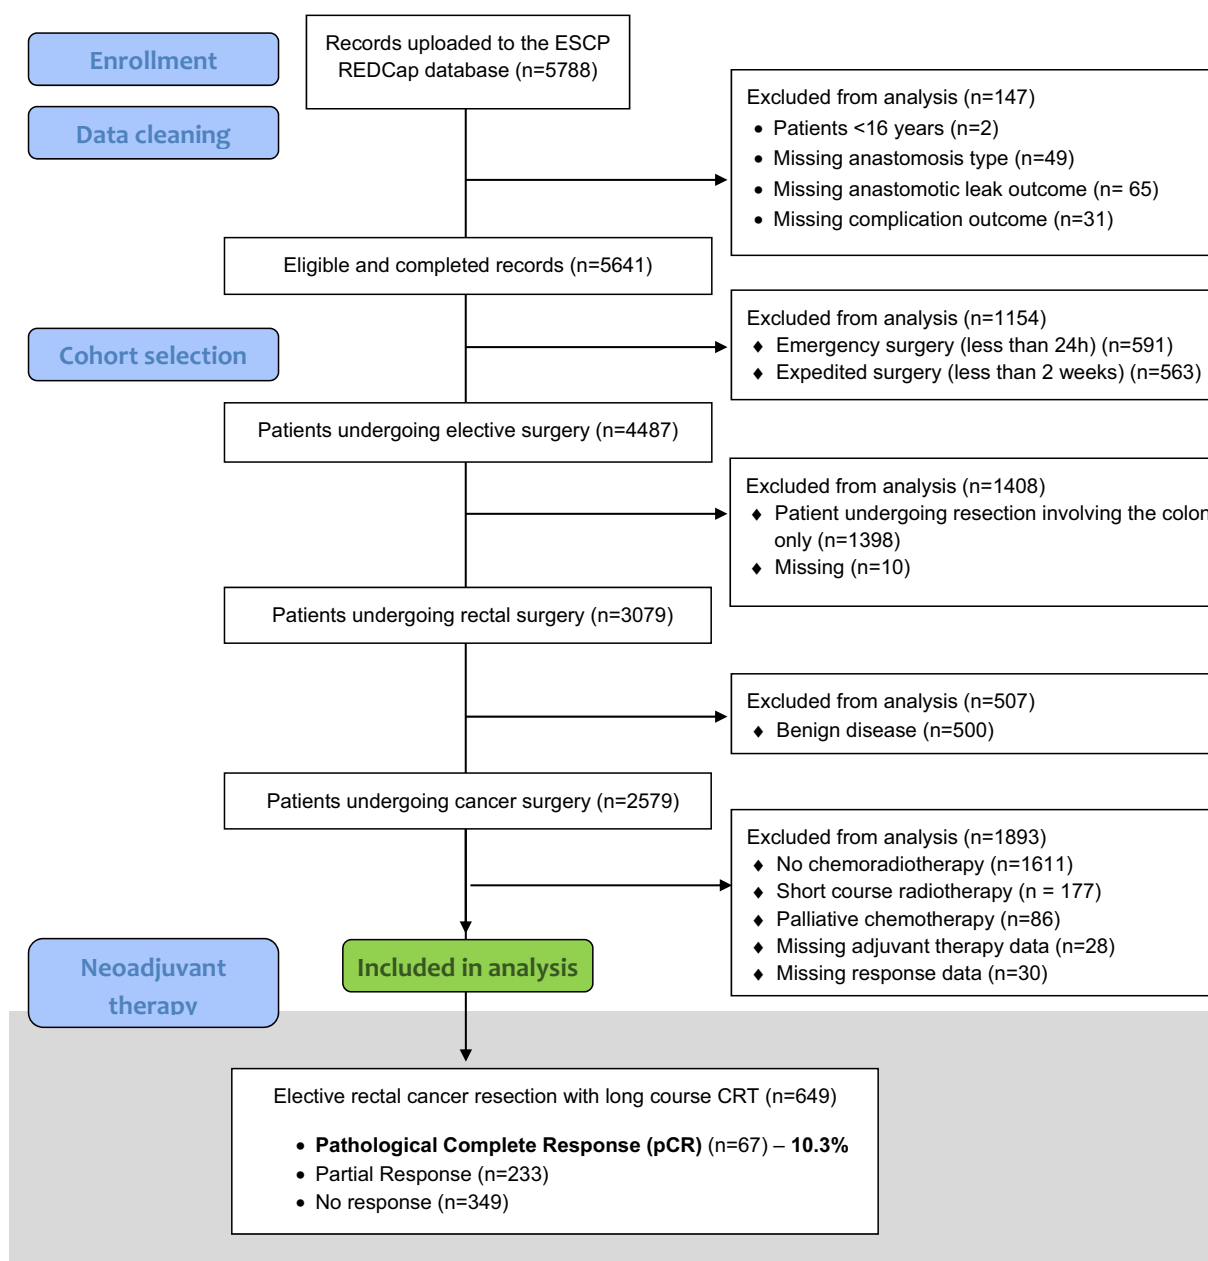 Enrollment
Records uploaded to the ESCP
REDCap database (n=5788)
Data cleaning
Excluded from analysis (n=147)
• Patients <16 years (n=2)
• Missing anastomosis type (n=49)
• Missing anastomotic leak outcome (n= 65)
• Missing complication outcome (n=31)
Eligible and completed records (n=5641)
Cohort selection
Excluded from analysis (n=1154)
♦ Emergency surgery (less than 24h) (n=591)
♦ Expedited surgery (less than 2 weeks) (n=563)
Patients undergoing elective surgery (n=4487)
Excluded from analysis (n=1408)
♦ Patient undergoing resection involving the colon
only (n=1398)
♦ Missing (n=10)
Patients undergoing rectal surgery (n=3079)
Excluded from analysis (n=507)
♦ Benign disease (n=500)
Patients undergoing cancer surgery (n=2579)
Excluded from analysis (n=1893)
♦ No chemoradiotherapy (n=1611)
♦ Short course radiotherapy (n = 177)
♦ Palliative chemotherapy (n=86)
♦ Missing adjuvant therapy data (n=28)
♦ Missing response data (n=30)
Neoadjuvant
therapy
Included in analysis
Elective rectal cancer resection with long course CRT (n=649)
• Pathological Complete Response (pCR) (n=67) – 10.3%
• Partial Response (n=233)
• No response (n=349)